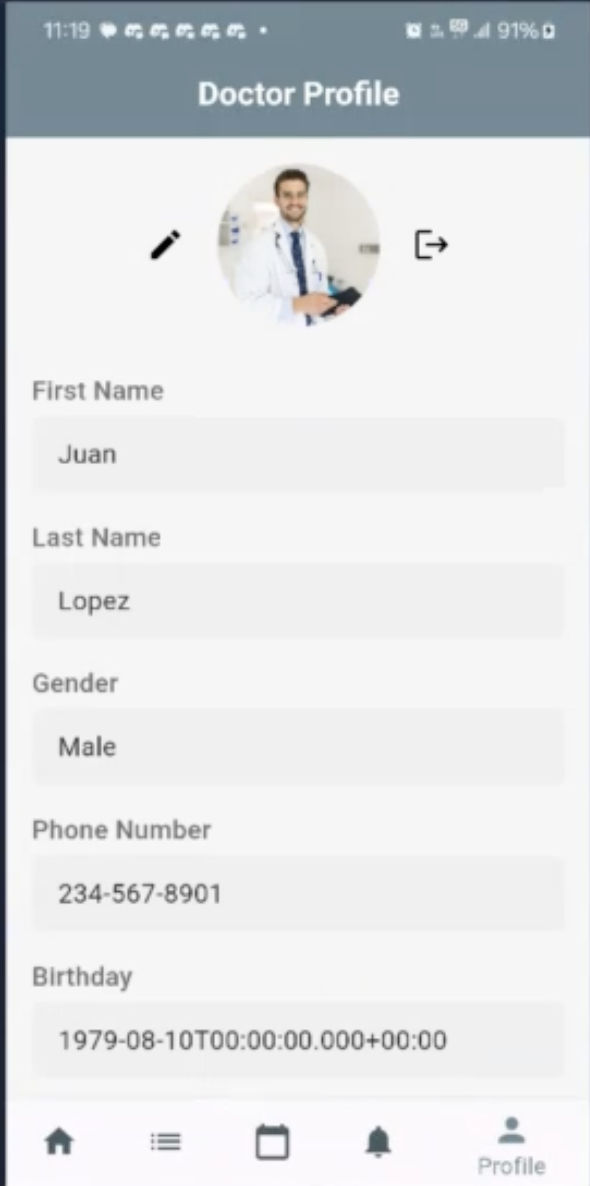 11:19
91%
Doctor Profile
First Name
Juan
Last Name
Lopez
Gender
Male
Phone Number
234-567-8901
Birthday
1979-08-10T00:00:00.000+00:00
Profile